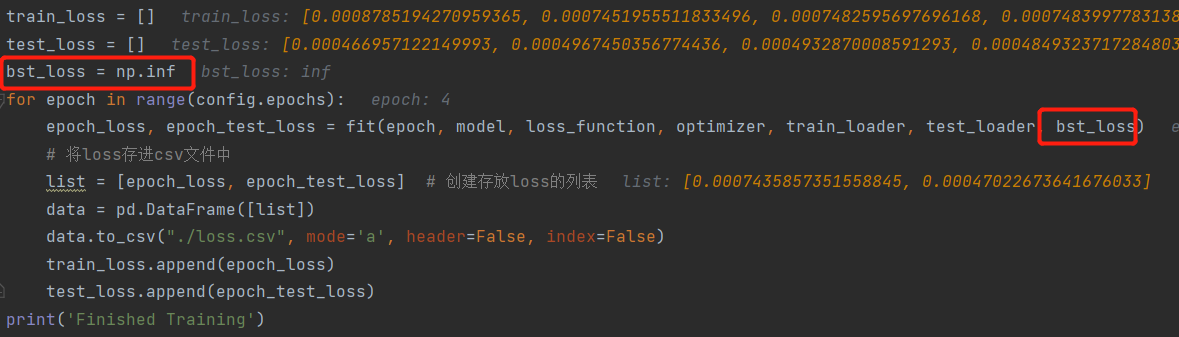 train_loss = []  train_loss: [0.0008785194270959365, 0.0007451955511833496, 0.0007482595697696168, 0.0007483997783138
test_loss = []  test_loss: [0.000466957122149993, 0.0004967450356774436, 0.0004932870008591293, 0.0004849323717284803
bst_loss = np.inf  bst_loss: inf
for epoch in range(config.epochs):  epoch: 4
epoch_loss, epoch_test_loss = fit(epoch, model, loss_function, optimizer, train_loader, test_loader, bst_loss)  e
# 将loss存进csv文件中
list = [epoch_loss, epoch_test_loss]  # 创建存放loss的列表  list: [0.0007435857351558845, 0.00047022673641676033]
data = pd.DataFrame([list])
data.to_csv("./loss.csv", mode='a', header=False, index=False)
train_loss.append(epoch_loss)
test_loss.append(epoch_test_loss)
print('Finished Training')